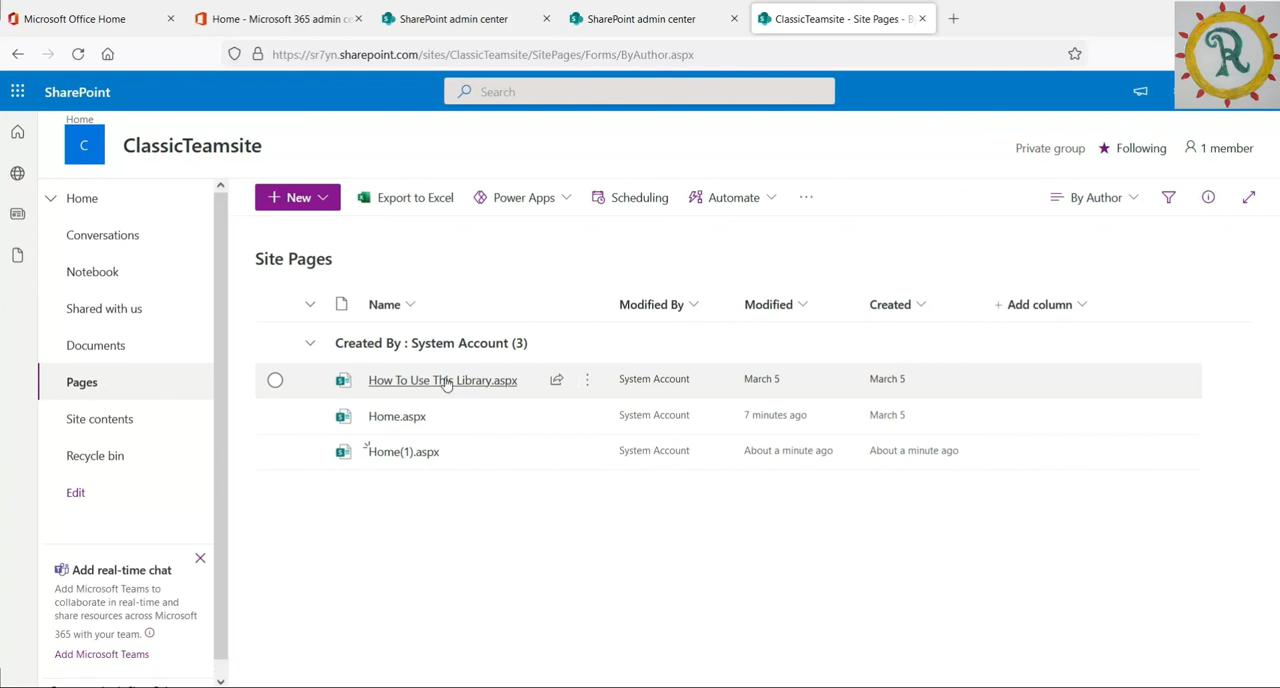 Microsoft Office Home
Home - Microsoft 365 admin ce
SharePoint admin center
SharePoint admin center
ClassicTeamsite - Site Pages - B
https://sr7yn.sharepoint.com/sites/ClassicTeamsite/SitePages/Forms/ByAuthor.aspx
R
SharePoint
Search
Home
C
ClassicTeamsite
Private group
Following
1 member
Home
Conversations
Notebook
Shared with us
Documents
Pages
Site contents
Recycle bin
Edit
Add real-time chat
Add Microsoft Teams to
collaborate in real-time and
share resources across Microsoft
365 with your team.
Add Microsoft Teams
+ New
Export to Excel
Power Apps
Scheduling
Automate
···
By Author
Site Pages
Name
Modified By
Modified
Created
+ Add column
Created By : System Account (3)
How To Use This Library.aspx
System Account
March 5
March 5
Home.aspx
System Account
7 minutes ago
March 5
Home(1).aspx
System Account
About a minute ago
About a minute ago